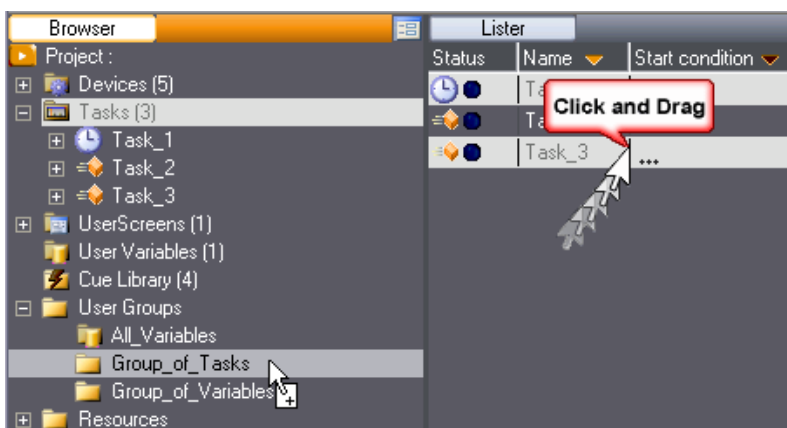 Browser
Project :
Devices (5)
Tasks (3)
Task_1
Task_2
Task_3
UserScreens (1)
User Variables (1)
Cue Library (4)
User Groups
All_Variables
Group_of_Tasks
Group_of_Variables
Resources
Lister
Status Name Start condition
Click and Drag
Task_3 ...